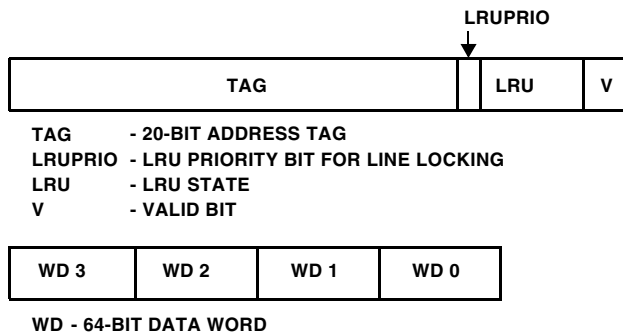 LRUPRIO
TAG LRU V
TAG - 20-BIT ADDRESS TAG
LRUPRIO - LRU PRIORITY BIT FOR LINE LOCKING
LRU - LRU STATE
V - VALID BIT
WD 3 WD 2 WD 1 WD 0
WD - 64-BIT DATA WORD